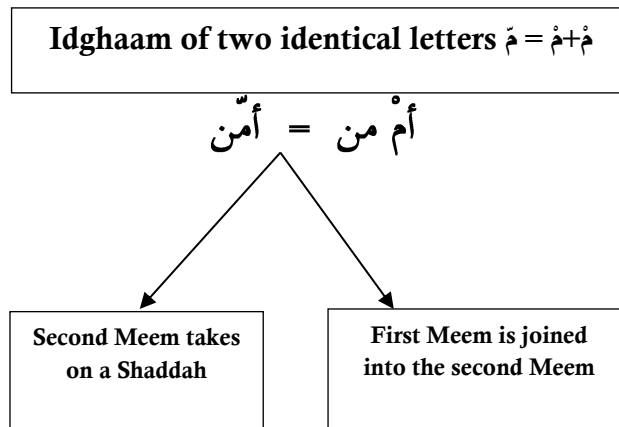 Idghaam of two identical letters مْ+مْ = مّ
أمْ من = أمّن
Second Meem takes
on a Shaddah
First Meem is joined
into the second Meem